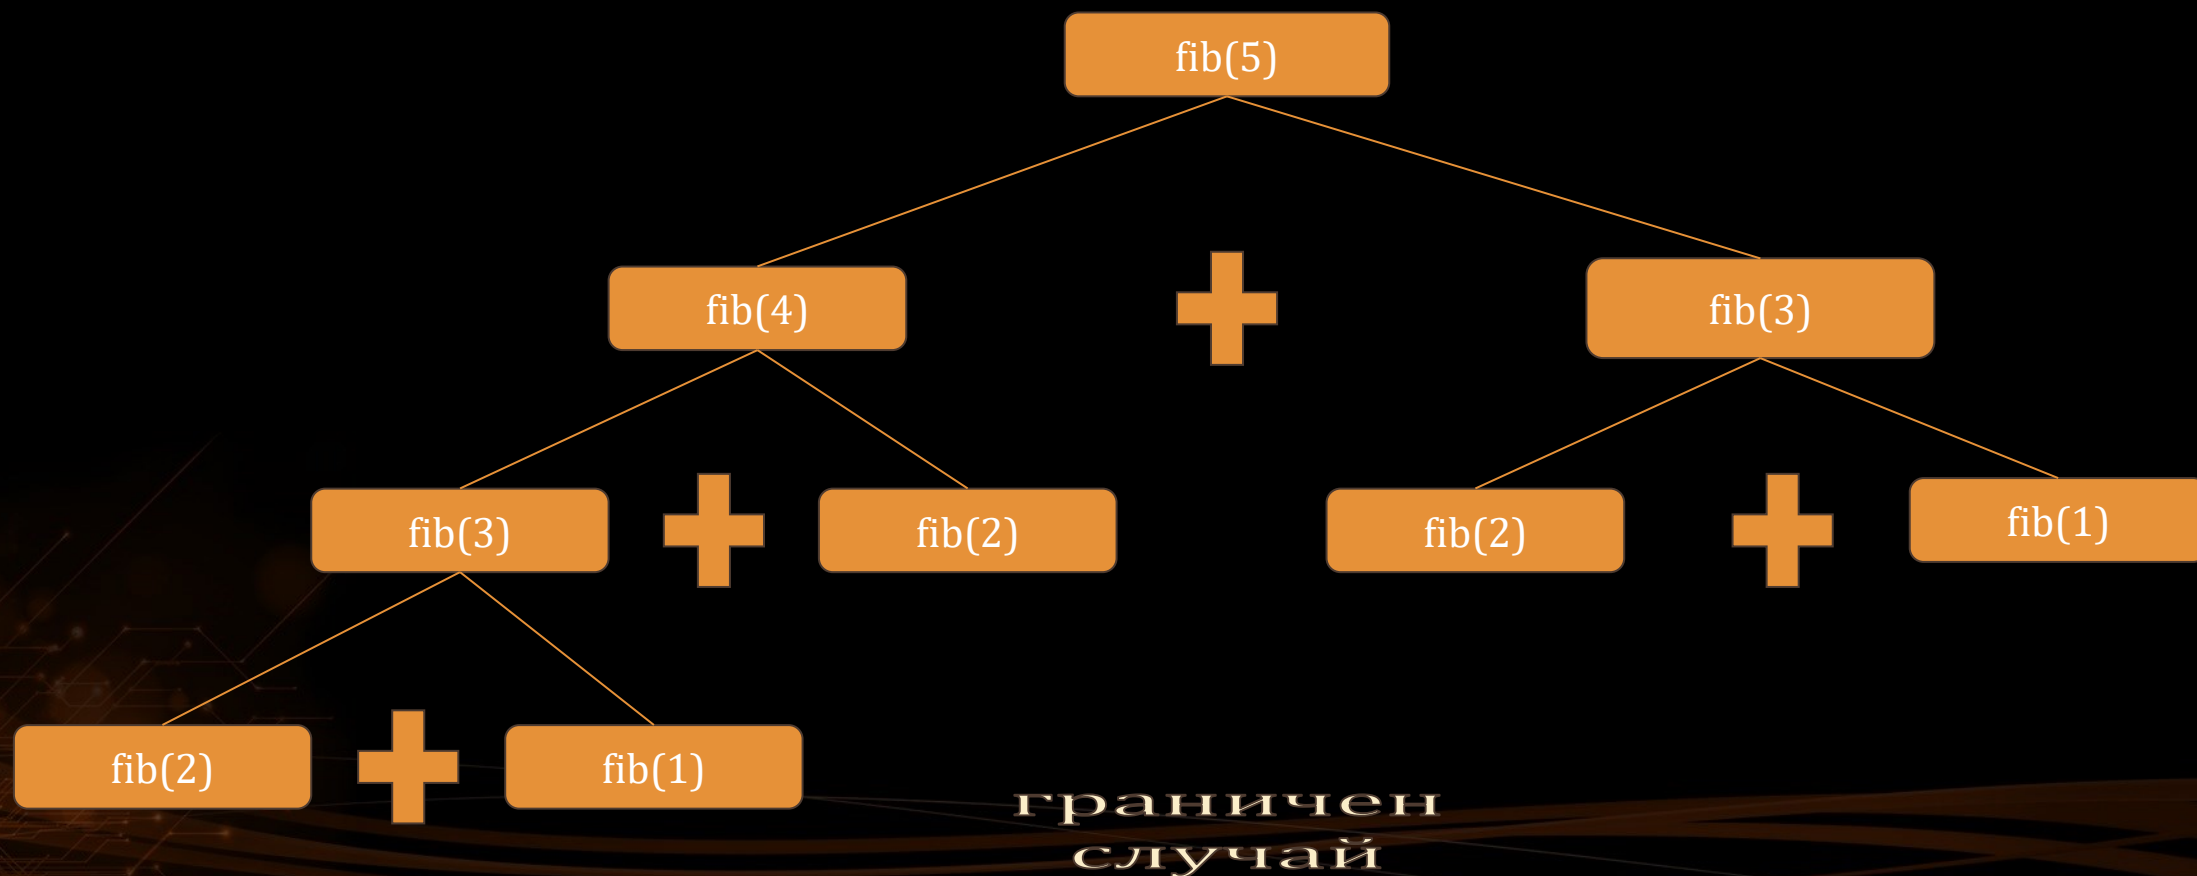 fib(5)
fib(4)
fib(3)
fib(3)
fib(2)
fib(2)
fib(1)
fib(2)
fib(1)
граничен
случай